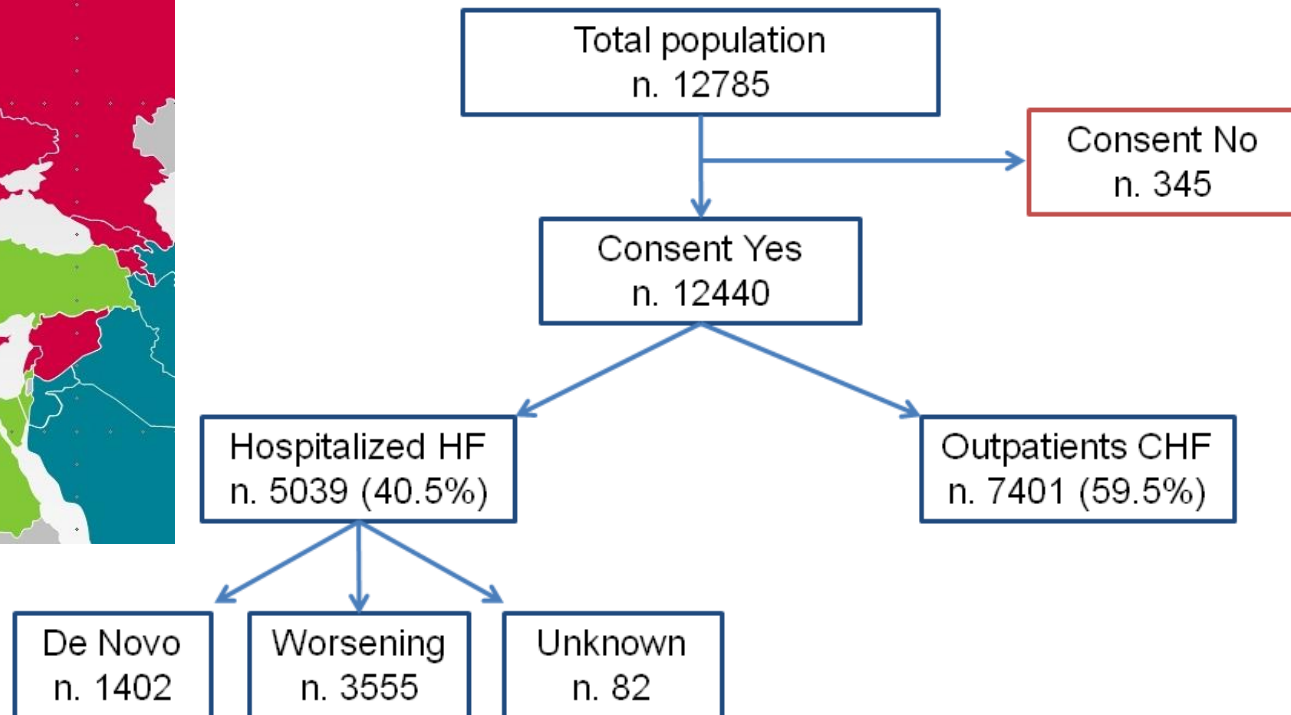 Total population
n. 12785
Consent No
n. 345
Consent Yes
n. 12440
Hospitalized HF
n. 5039 (40.5%)
Outpatients CHF
n. 7401 (59.5%)
De Novo
n. 1402
Worsening
n. 3555
Unknown
n. 82